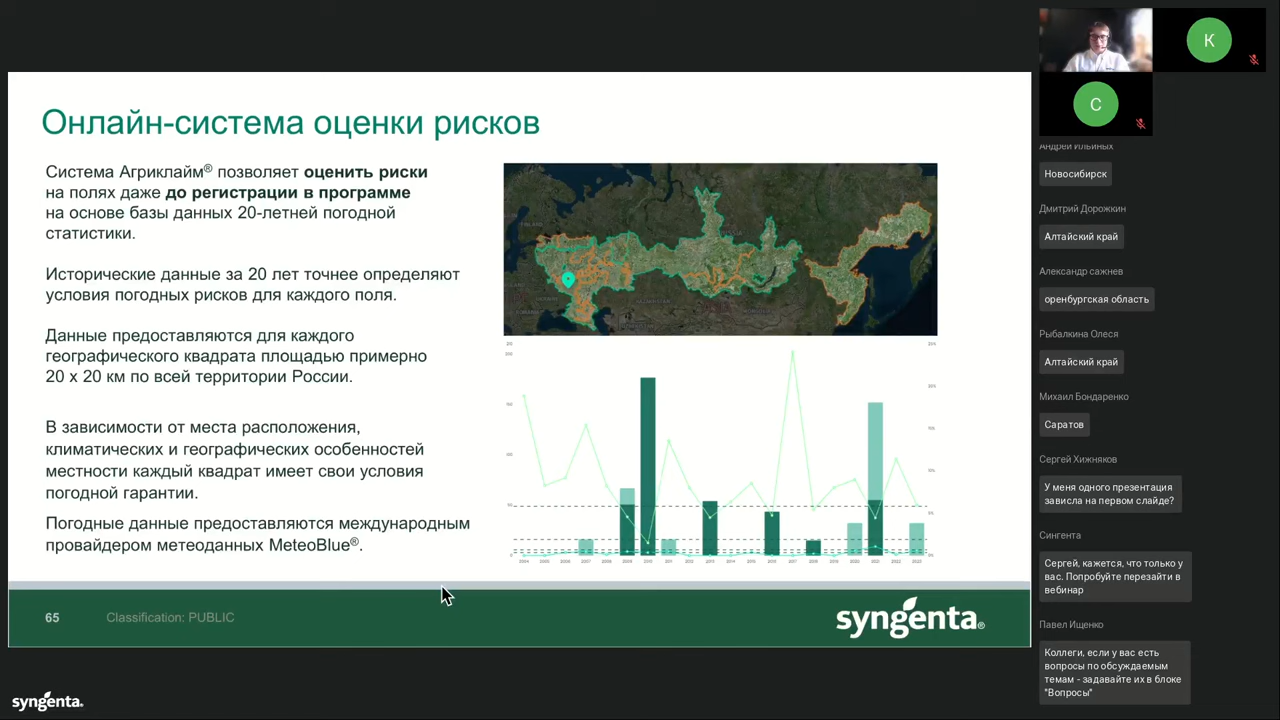 Онлайн-система оценки рисков
Система Агриклайм® позволяет оценить риски
на полях даже до регистрации в программе
на основе базы данных 20-летней погодной
статистики.
Исторические данные за 20 лет точнее определяют
условия погодных рисков для каждого поля.
Данные предоставляются для каждого
географического квадрата площадью примерно
20 х 20 км по всей территории России.
В зависимости от места расположения,
климатических и географических особенностей
местности каждый квадрат имеет свои условия
погодной гарантии.
Погодные данные предоставляются международным
провайдером метеоданных MeteoBlue®.
65
Classification: PUBLIC
syngenta®
syngenta
К
С
Андрей Ильиных
Новосибирск
Дмитрий Дорожкин
Алтайский край
Александр сажнев
оренбургская область
Рыбалкина Олеся
Алтайский край
Михаил Бондаренко
Саратов
Сергей Хижняков
У меня одного презентация
зависла на первом слайде?
Сингента
Сергей, кажется, что только у
вас. Попробуйте перезайти в
вебинар
Павел Ищенко
Коллеги, если у вас есть
вопросы по обсуждаемым
темам - задавайте их в блоке
"Вопросы"